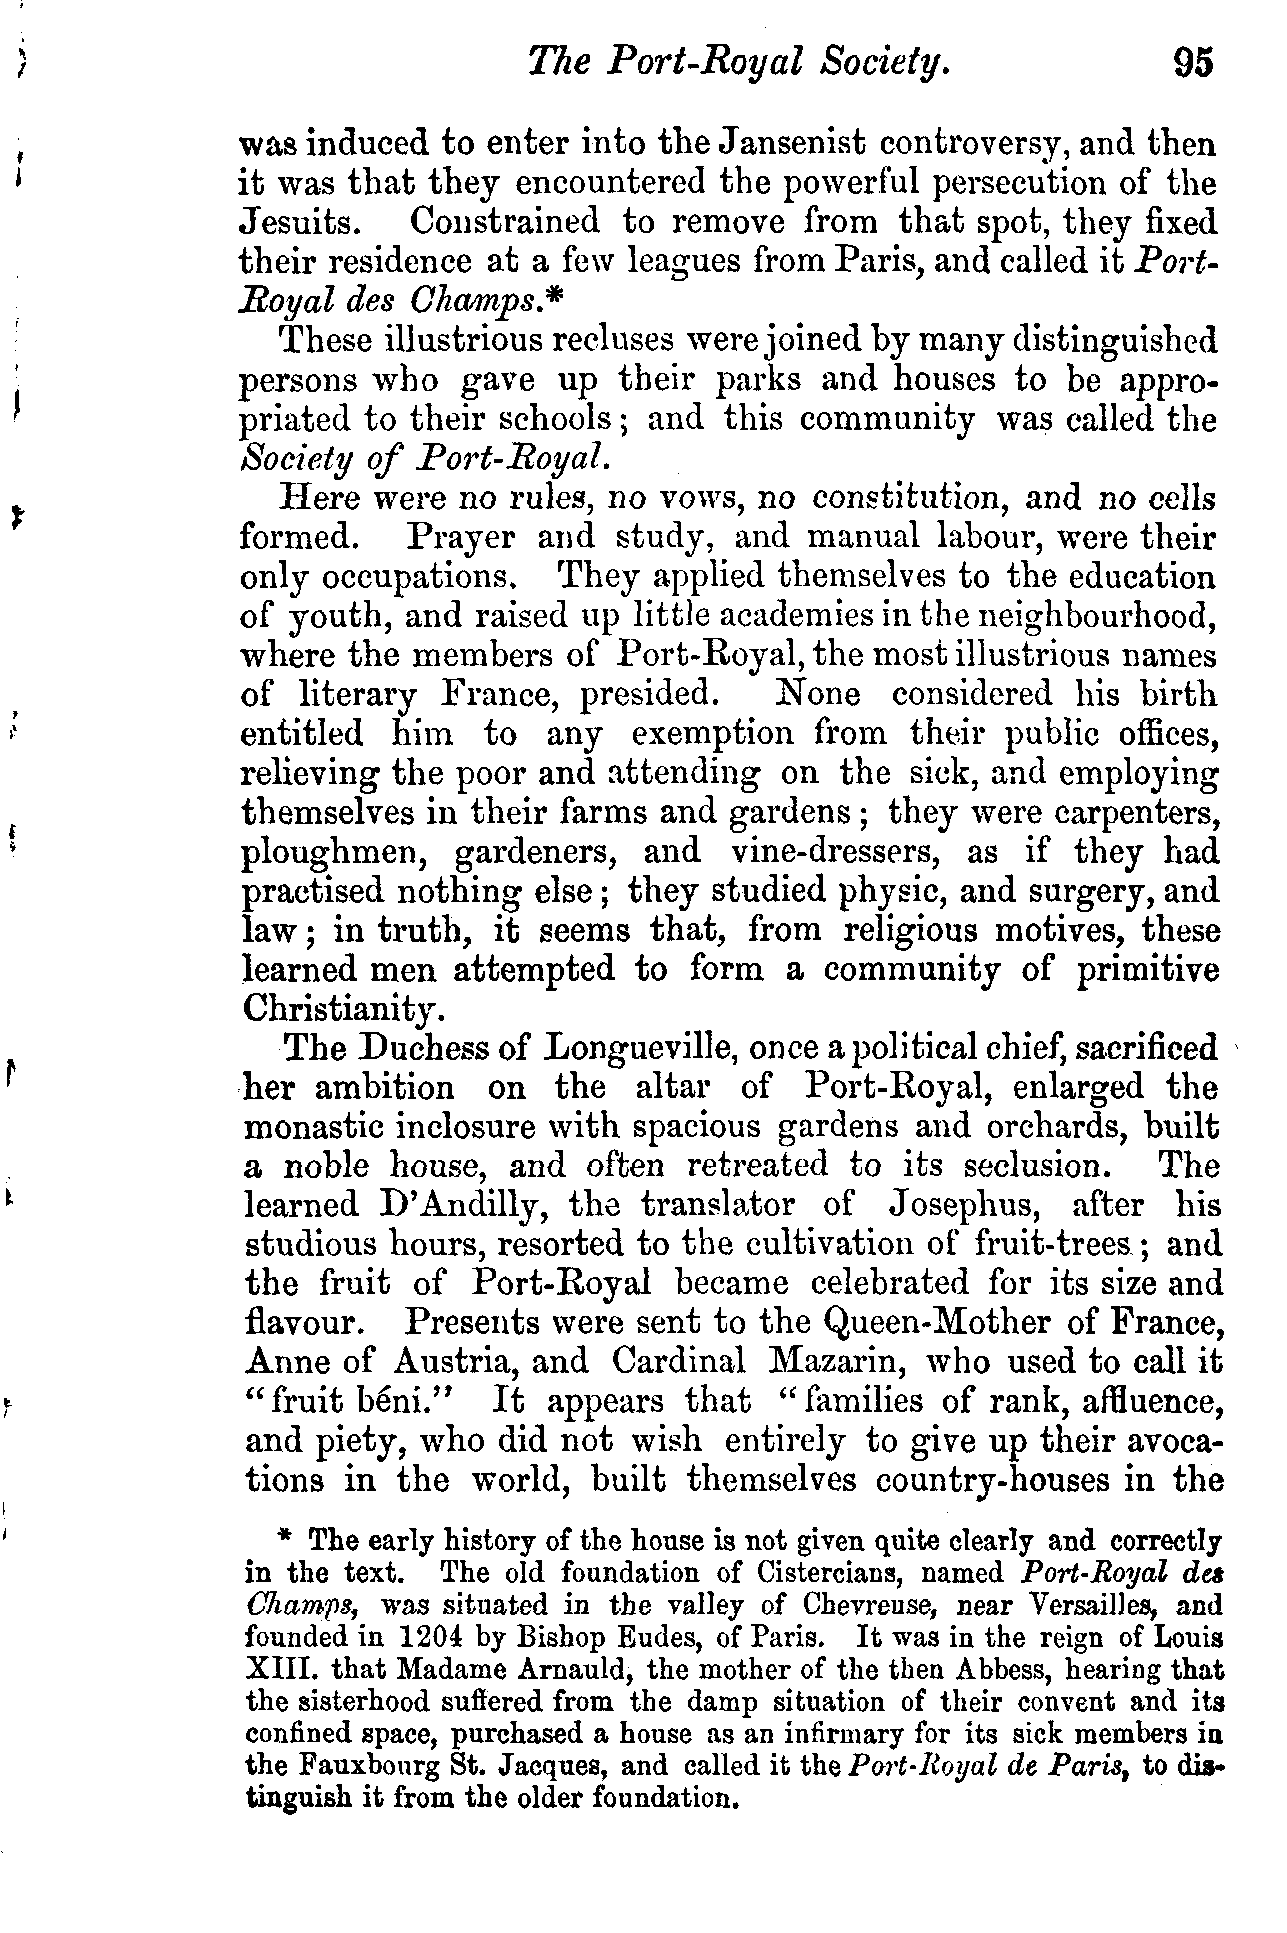 The Port-Royal Society. 95
was induced to enter into the Jansenist controversy, and then
it was that they encountered the powerful persecution of the
Jesuits. Constrained to remove from that spot, they fixed
their residence at a few leagues from Paris, and called it Port-
Royal des Champs.*
These illustrious recluses were joined by many distinguished
persons who gave up their parks and houses to be appro-
priated to their schools; and this community was called the
Society of Port-Royal.
Here were no rules, no vows, no constitution, and no cells
formed. Prayer and study, and manual labour, were their
only occupations. They applied themselves to the education
of youth, and raised up little academies in the neighbourhood,
where the members of Port-Royal, the most illustrious names
of literary France, presided. None considered his birth
entitled him to any exemption from their public offices,
relieving the poor and attending on the sick, and employing
themselves in their farms and gardens; they were carpenters,
ploughmen, gardeners, and vine-dressers, as if they had
practised nothing else; they studied physic, and surgery, and
law; in truth, it seems that, from religious motives, these
learned men attempted to form a community of primitive
Christianity.
The Duchess of Longueville, once a political chief, sacrificed
her ambition on the altar of Port-Royal, enlarged the
monastic inclosure with spacious gardens and orchards, built
a noble house, and often retreated to its seclusion. The
learned D'Andilly, the translator of Josephus, after his
studious hours, resorted to the cultivation of fruit-trees; and
the fruit of Port-Royal became celebrated for its size and
flavour. Presents were sent to the Queen-Mother of France,
Anne of Austria, and Cardinal Mazarin, who used to call it
"fruit béni." It appears that "families of rank, affluence,
and piety, who did not wish entirely to give up their avoca-
tions in the world, built themselves country-houses in the
* The early history of the house is not given quite clearly and correctly
in the text. The old foundation of Cistercians, named Port-Royal des
Champs, was situated in the valley of Chevreuse, near Versailles, and
founded in 1204 by Bishop Eudes, of Paris. It was in the reign of Louis
XIII. that Madame Arnauld, the mother of the then Abbess, hearing that
the sisterhood suffered from the damp situation of their convent and its
confined space, purchased a house as an infirmary for its sick members in
the Fauxbourg St. Jacques, and called it the Port-Royal de Paris, to dis-
tinguish it from the older foundation.